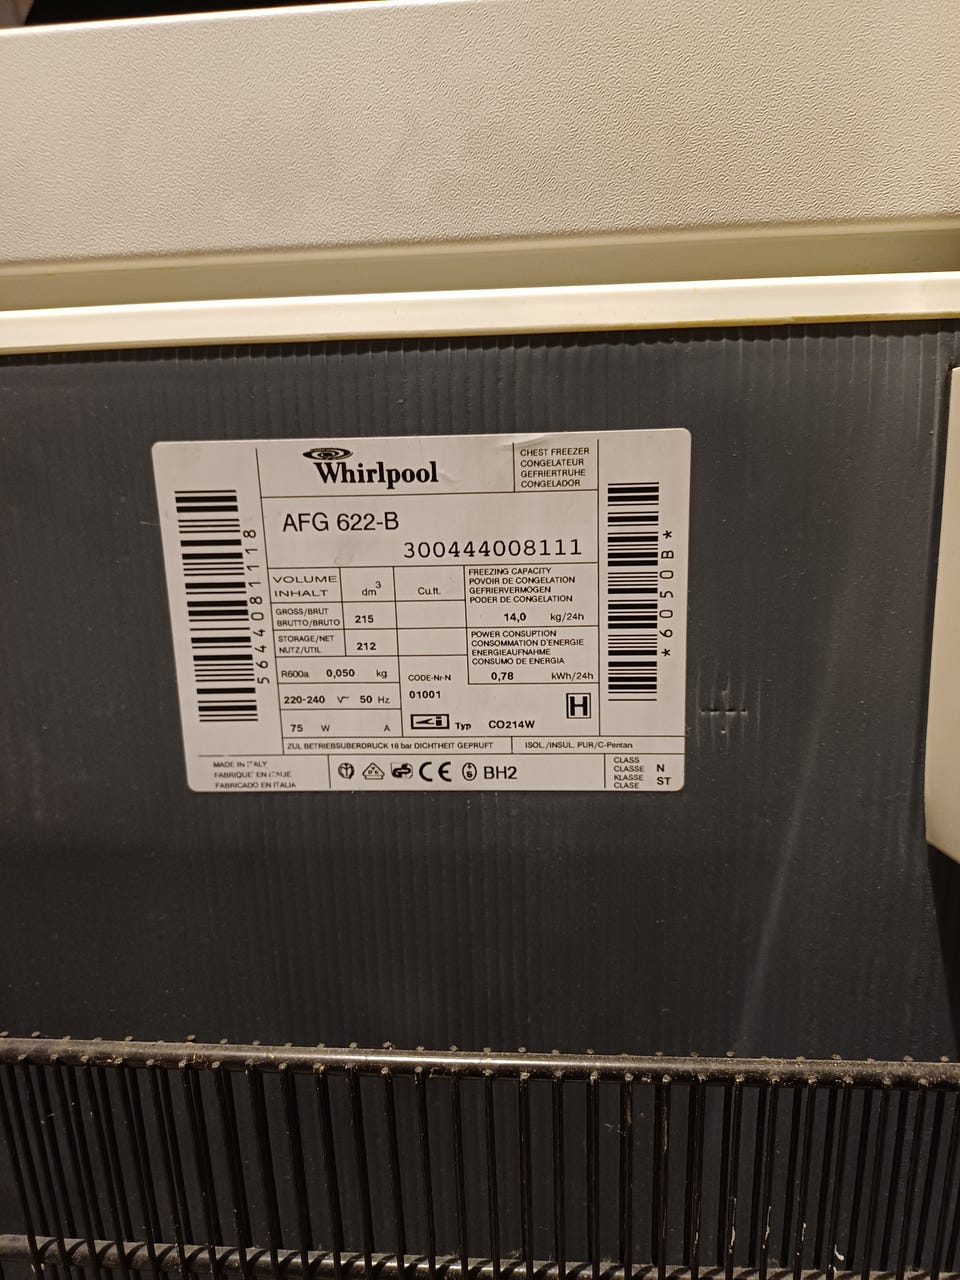 Whirlpool
CHEST FREEZER
CONGELATEUR
GEFRIERTRUHE
CONGELADOR
AFG 622-B
300444008111
VOLUME
INHALT
dm3
Cu.ft.
FREEZING CAPACITY
POVOIR DE CONGELATION
GEFRIERVERMOGEN
PODER DE CONGELATION
14,0 kg/24h
GROSS/BRUT
BRUTTO/BRUTO
215
STORAGE/NET
NUTZ/UTIL
212
POWER CONSUPTION
CONSOMMATION D'ENERGIE
ENERGIEAUFNAHME
CONSUMO DE ENERGIA
0,78 kWh/24h
R600a 0,050 kg
CODE-Nr-N
01001
220-240 V~ 50 Hz
H
75 W A
Typ CO214W
ZUL BETRIEBSUBERDRUCK 18 bar DICHTHEIT GEPRUFT
ISOL./INSUL PUR/C-Pentan
MADE IN ITALY
FABRIQUE' EN ITALIE
FABRICADO EN ITALIA
CE
BH2
CLASS
CLASSE
KLASSE
CLASE
N
ST
564408111 8
*6050B*